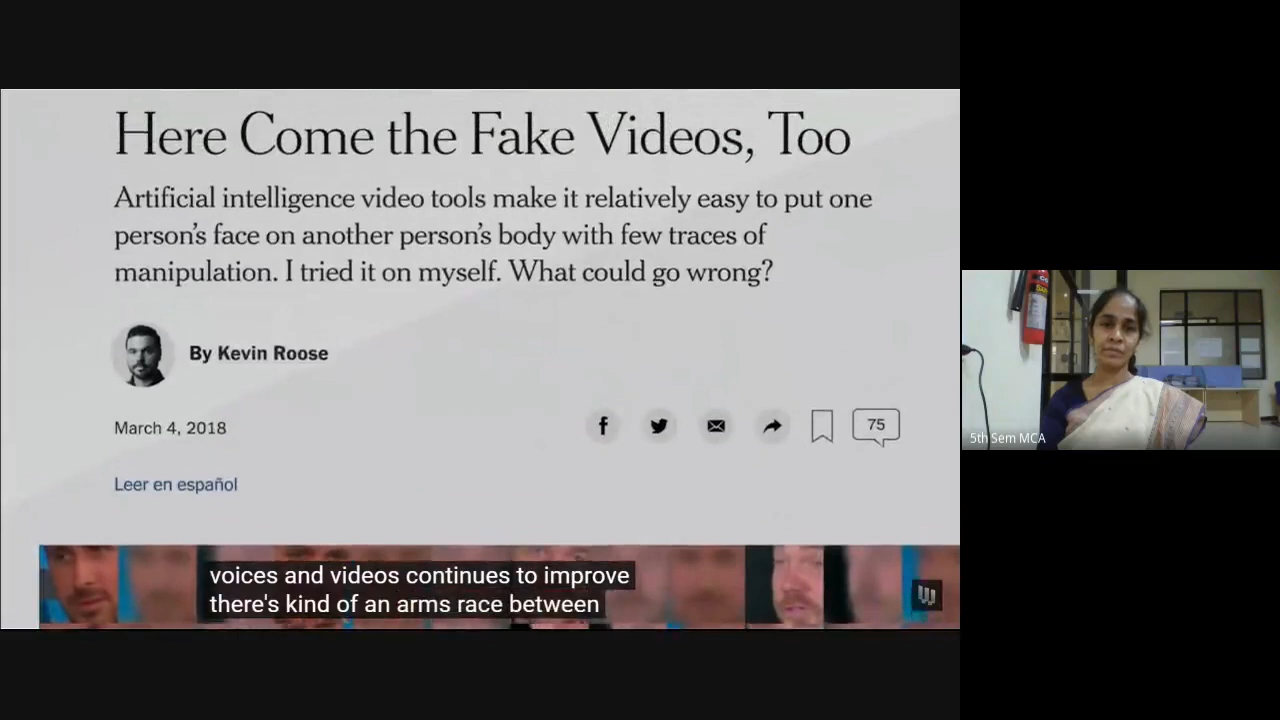 Here Come the Fake Videos, Too
Artificial intelligence video tools make it relatively easy to put one
person's face on another person's body with few traces of
manipulation. I tried it on myself. What could go wrong?
By Kevin Roose
March 4, 2018
75
Leer en español
voices and videos continues to improve
there's kind of an arms race between
5th Sem MCA